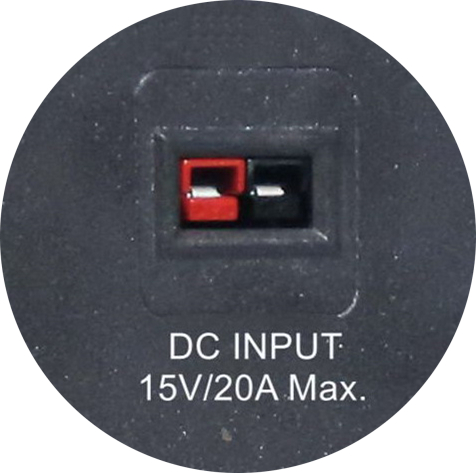 DC INPUT
15V/20A Max.